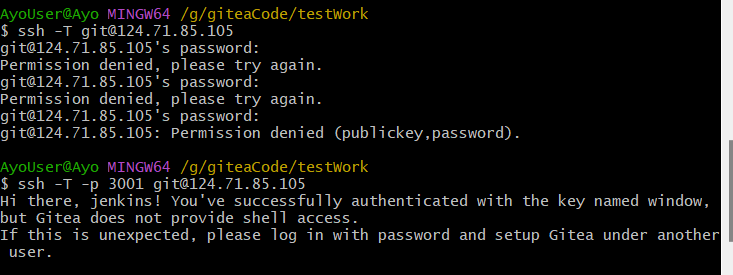 AyoUser@Ayo MINGW64 /g/giteaCode/testWork
$ ssh -T git@124.71.85.105
git@124.71.85.105's password:
Permission denied, please try again.
git@124.71.85.105's password:
Permission denied, please try again.
git@124.71.85.105's password:
git@124.71.85.105: Permission denied (publickey,password).
AyoUser@Ayo MINGW64 /g/giteaCode/testWork
$ ssh -T -p 3001 git@124.71.85.105
Hi there, jenkins! You've successfully authenticated with the key named window,
but Gitea does not provide shell access.
If this is unexpected, please log in with password and setup Gitea under another
user.